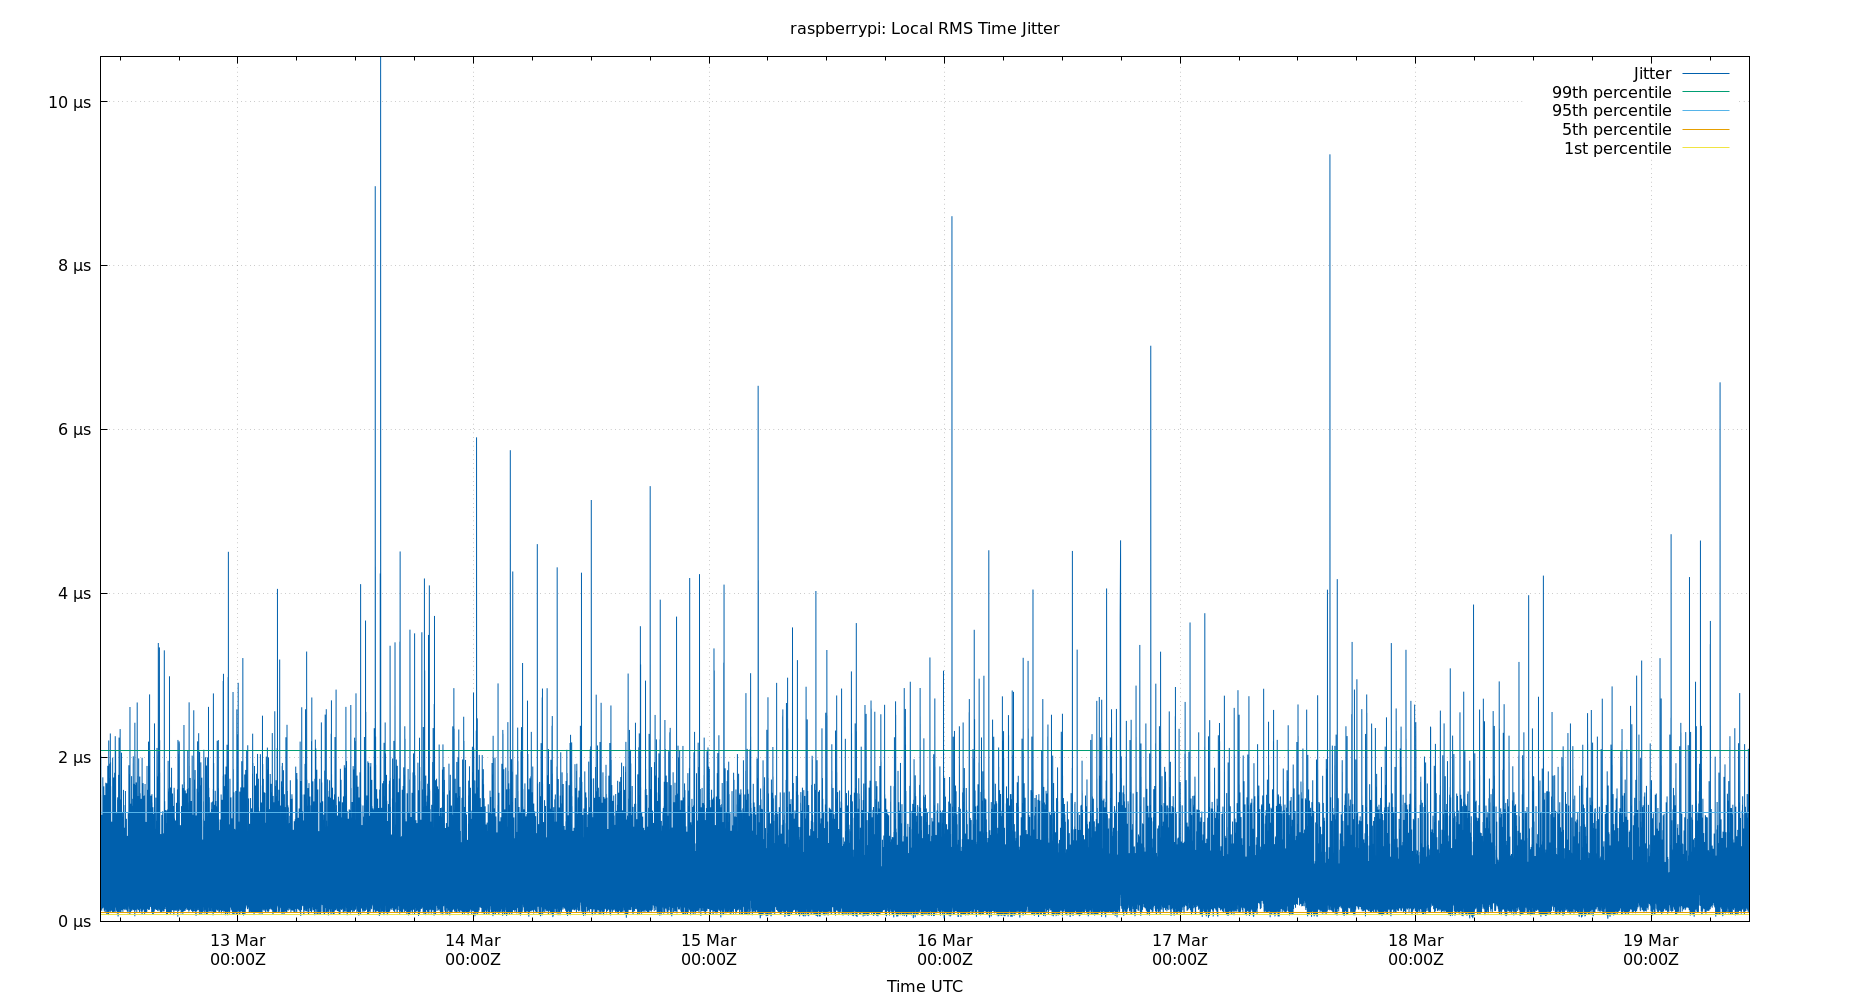 raspberrypi: Local RMS Time Jitter
Jitter
99th percentile
95th percentile
5th percentile
1st percentile
10 µs
8 µs
6 µs
4 µs
2 µs
0 µs
13 Mar 14 Mar 15 Mar 16 Mar 17 Mar 18 Mar 19 Mar
00:00Z 00:00Z 00:00Z 00:00Z 00:00Z 00:00Z 00:00Z
Time UTC